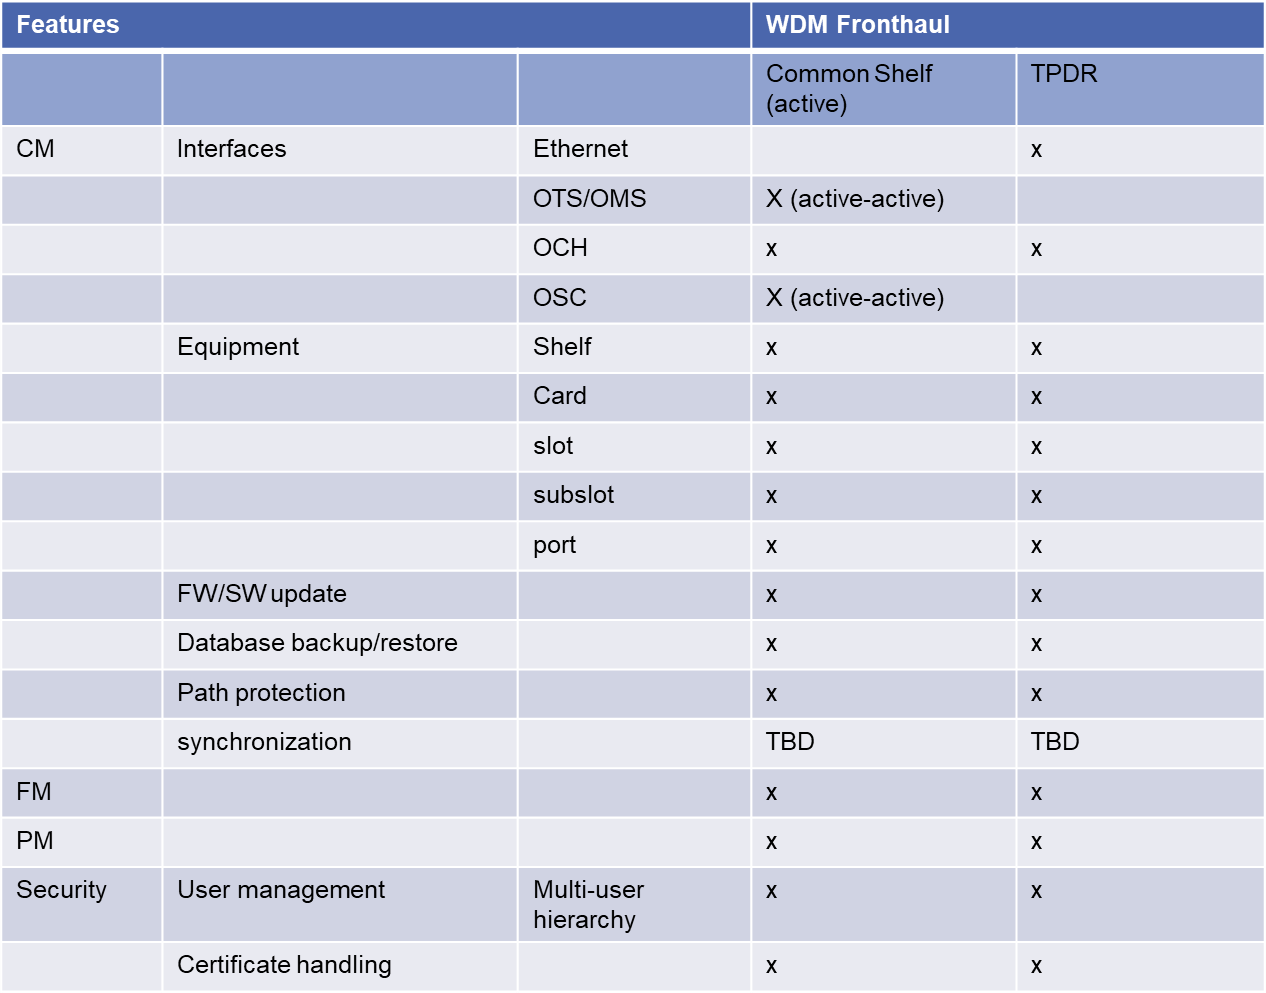 Features WDM Fronthaul
Common Shelf TPDR
(active)
CM Interfaces Ethernet x
OTS/OMS X (active-active)
OCH x x
OSC X (active-active)
Equipment Shelf x x
Card x x
slot x x
subslot x x
port x x
FW/SW update x x
Database backup/restore x x
Path protection x x
synchronization TBD TBD
FM x x
PM x x
Security User management Multi-user x x
hierarchy
Certificate handling x x